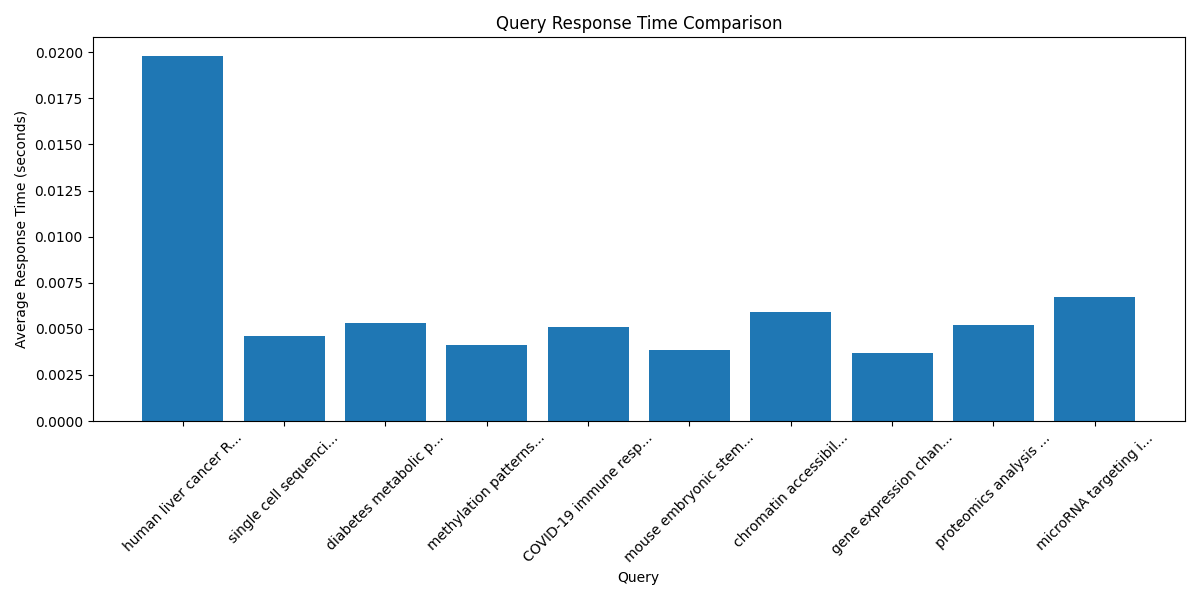 Query Response Time Comparison
Average Response Time (seconds)
0.0200
0.0175
0.0150
0.0125
0.0100
0.0075
0.0050
0.0025
0.0000
human liver cancer R...
single cell sequenci...
diabetes metabolic p...
methylation patterns...
COVID-19 immune resp...
mouse embryonic stem...
chromatin accessibil...
gene expression chan...
proteomics analysis ...
microRNA targeting i...
Query